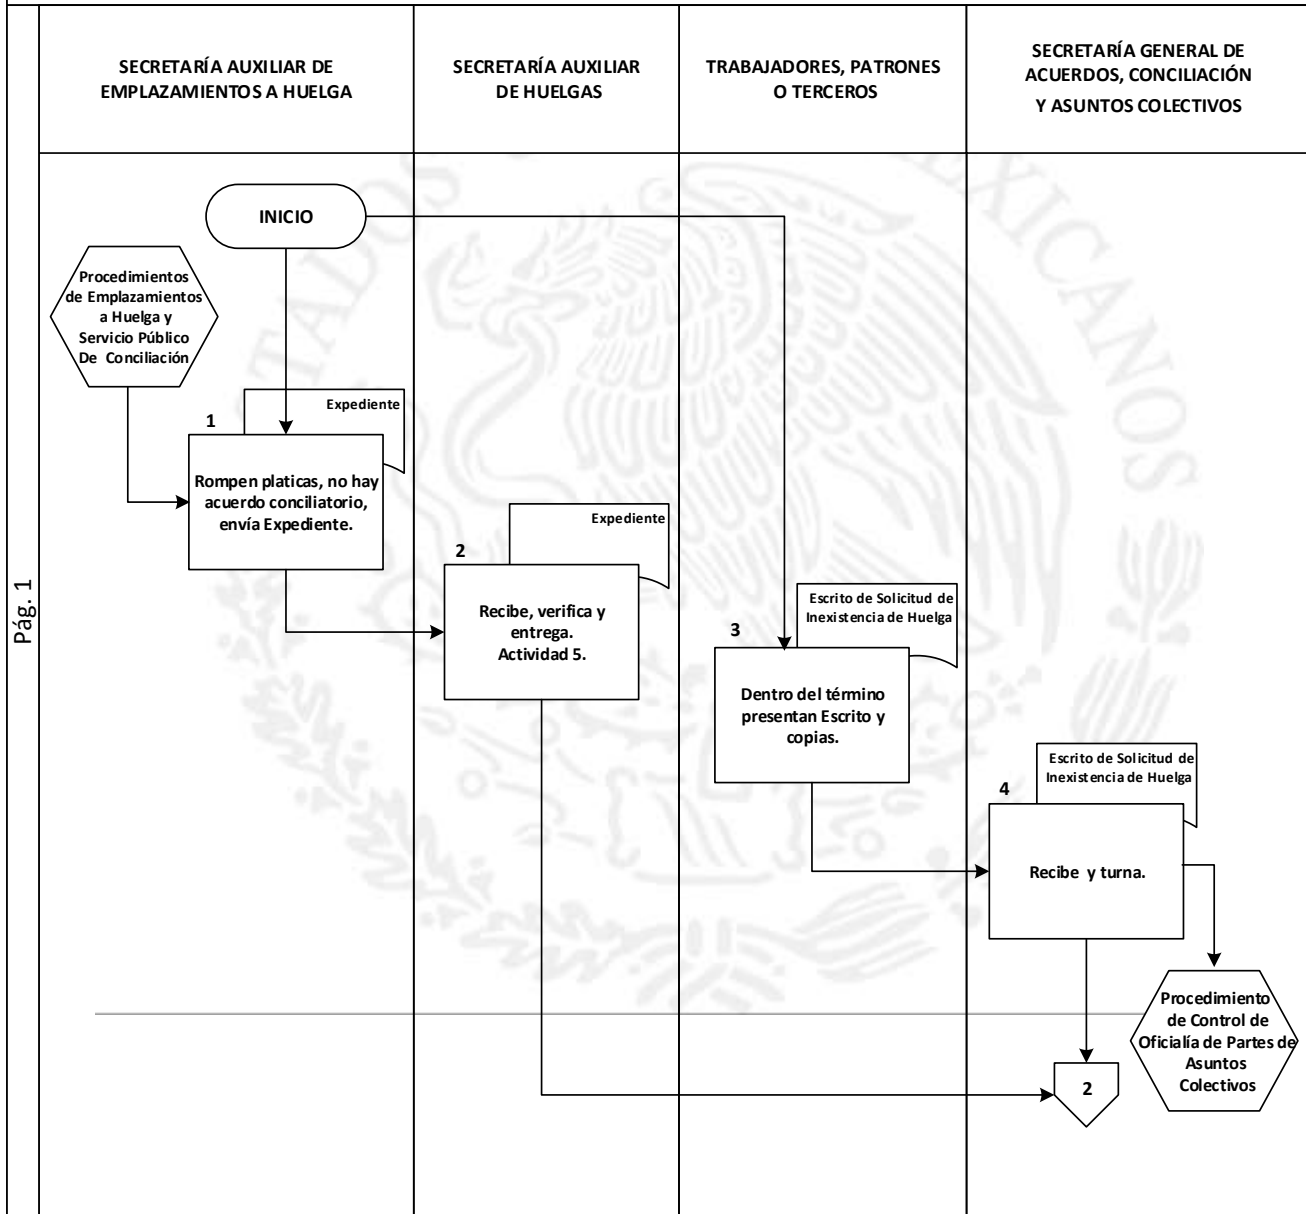 SECRETARÍA AUXILIAR DE
EMPLAZAMIENTOS A HUELGA
SECRETARÍA AUXILIAR
DE HUELGAS
TRABAJADORES, PATRONES
O TERCEROS
SECRETARÍA GENERAL DE
ACUERDOS, CONCILIACIÓN
Y ASUNTOS COLECTIVOS
Pág. 1
INICIO
Procedimientos
de Emplazamientos
a Huelga y
Servicio Público
De Conciliación
1
Expediente
Rompen platicas, no hay
acuerdo conciliatorio,
envía Expediente.
2
Expediente
Recibe, verifica y
entrega.
Actividad 5.
3
Escrito de Solicitud de
Inexistencia de Huelga
Dentro del término
presentan Escrito y
copias.
4
Escrito de Solicitud de
Inexistencia de Huelga
Recibe y turna.
Procedimiento
de Control de
Oficialía de Partes de
Asuntos
Colectivos
2
ESTADOS UNIDOS MEXICANOS